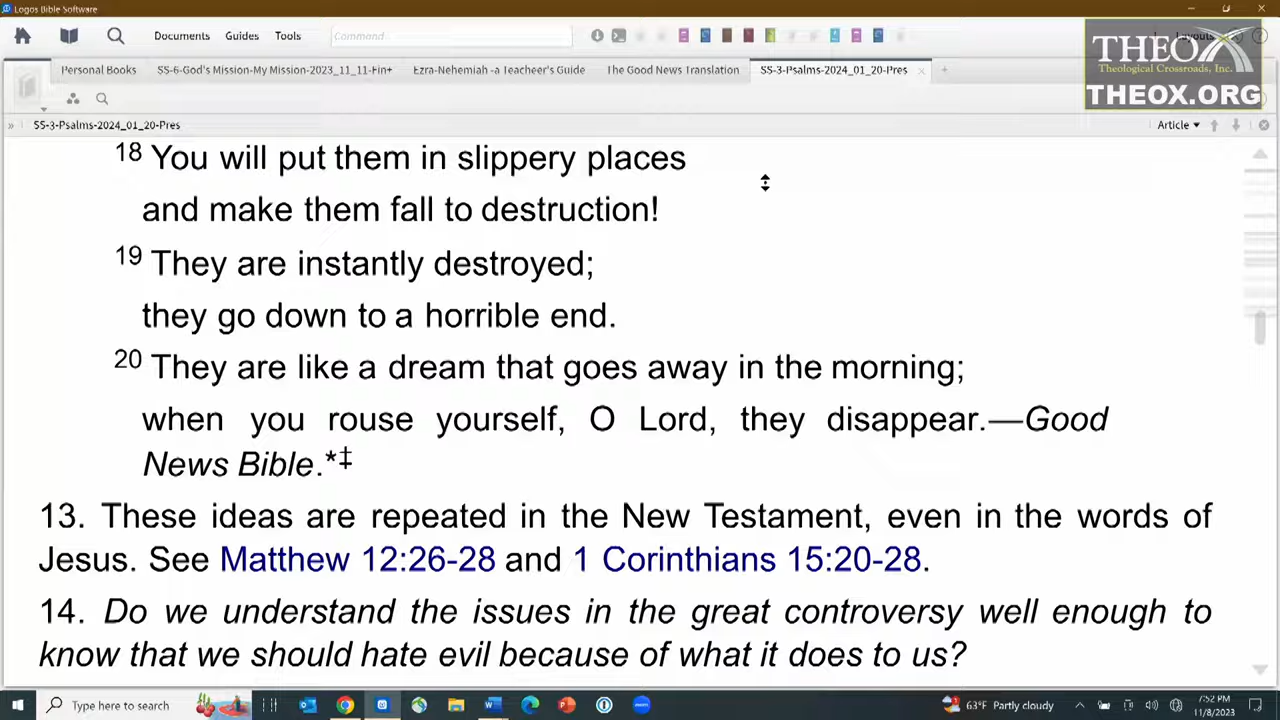 Logos Bible Software
Documents Guides Tools Command
THEOX
Theological Crossroads, Inc.
THEOX.ORG
SS-6-God's Mission-My Mission-2023_11_11-Fin+ Teacher's Guide The Good News Translation SS-3-Psalms-2024_01_20-Pres
SS-3-Psalms-2024_01_20-Pres Article
18 You will put them in slippery places
and make them fall to destruction!
19 They are instantly destroyed;
they go down to a horrible end.
20 They are like a dream that goes away in the morning;
when you rouse yourself, O Lord, they disappear.—Good
News Bible.*‡
13. These ideas are repeated in the New Testament, even in the words of
Jesus. See Matthew 12:26-28 and 1 Corinthians 15:20-28.
14. Do we understand the issues in the great controversy well enough to
know that we should hate evil because of what it does to us?
Type here to search 63°F Partly cloudy 7:52 PM
11/8/2023